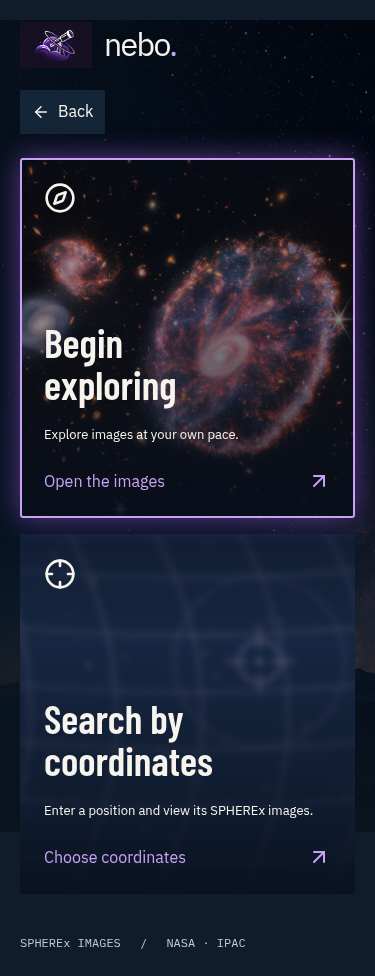 nebo.
Back
Begin
exploring
Explore images at your own pace.
Open the images
Search by
coordinates
Enter a position and view its SPHEREx images.
Choose coordinates
SPHEREx IMAGES / NASA · IPAC